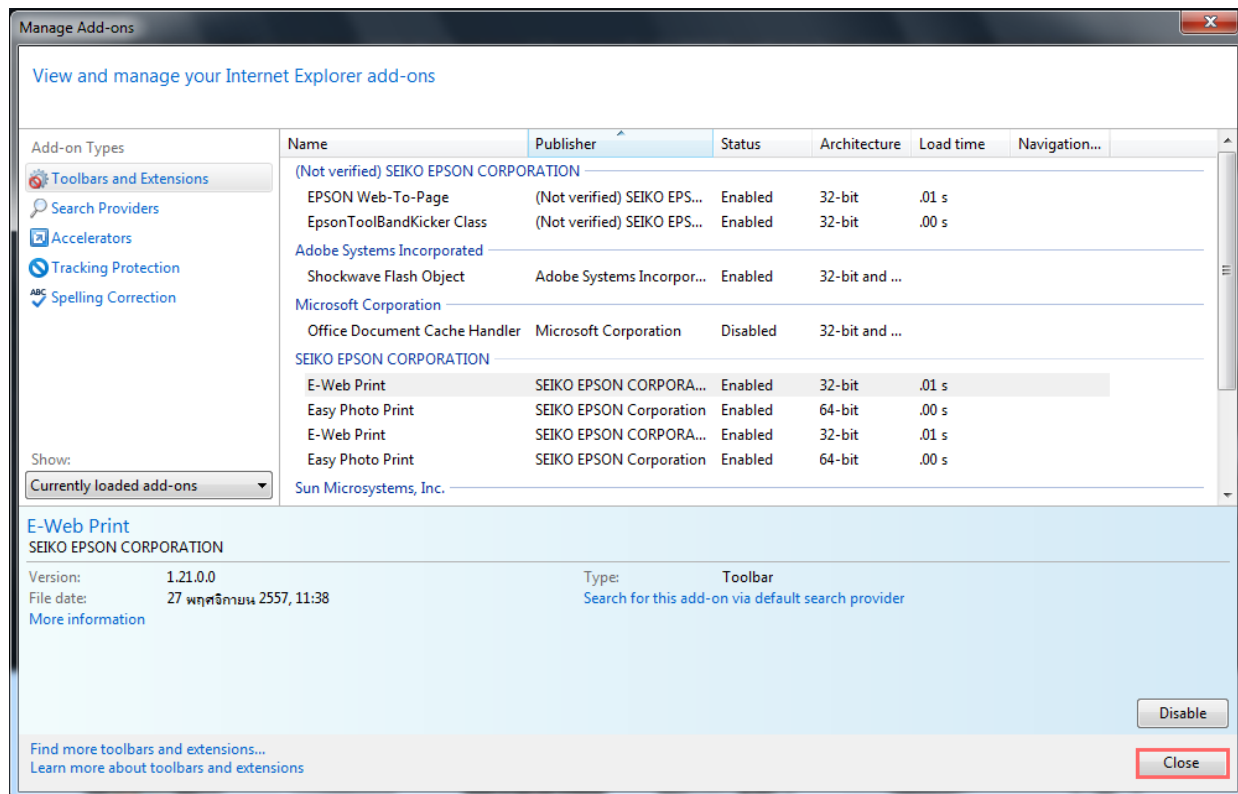 Manage Add-ons
View and manage your Internet Explorer add-ons
Add-on Types
Toolbars and Extensions
Search Providers
Accelerators
Tracking Protection
Spelling Correction
Show:
Currently loaded add-ons
Name Publisher Status Architecture Load time Navigation...
(Not verified) SEIKO EPSON CORPORATION
EPSON Web-To-Page (Not verified) SEIKO EPS... Enabled 32-bit .01 s
EpsonToolBandKicker Class (Not verified) SEIKO EPS... Enabled 32-bit .00 s
Adobe Systems Incorporated
Shockwave Flash Object Adobe Systems Incorpor... Enabled 32-bit and ...
Microsoft Corporation
Office Document Cache Handler Microsoft Corporation Disabled 32-bit and ...
SEIKO EPSON CORPORATION
E-Web Print SEIKO EPSON CORPORA... Enabled 32-bit .01 s
Easy Photo Print SEIKO EPSON Corporation Enabled 64-bit .00 s
E-Web Print SEIKO EPSON CORPORA... Enabled 32-bit .01 s
Easy Photo Print SEIKO EPSON Corporation Enabled 64-bit .00 s
Sun Microsystems, Inc.
E-Web Print
SEIKO EPSON CORPORATION
Version: 1.21.0.0 Type: Toolbar
File date: 27 พฤศจิกายน 2557, 11:38 Search for this add-on via default search provider
More information
Disable
Find more toolbars and extensions...
Learn more about toolbars and extensions
Close